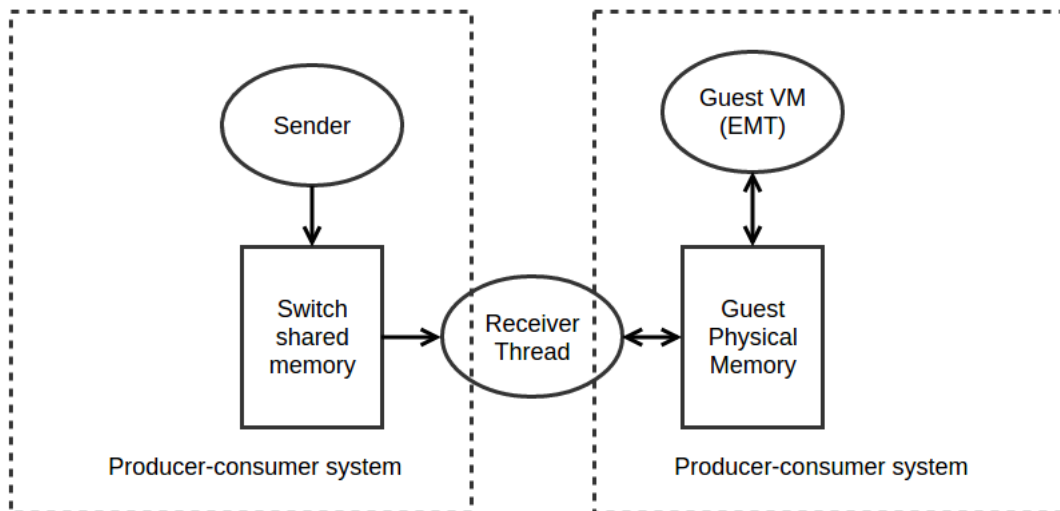 Sender
Guest VM
(EMT)
Switch
shared
memory
Receiver
Thread
Guest
Physical
Memory
Producer-consumer system
Producer-consumer system